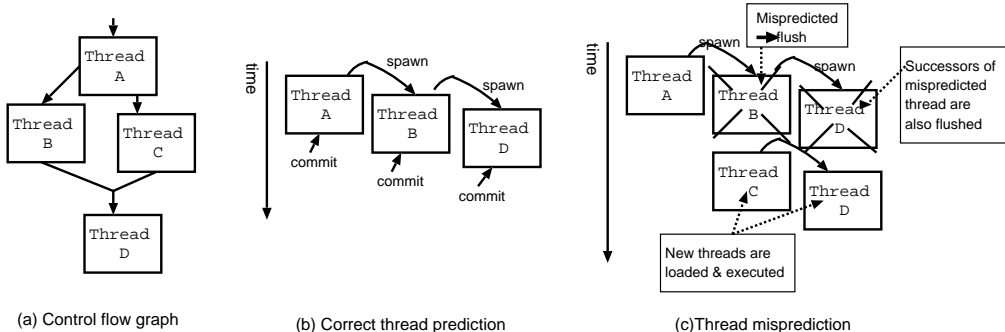 Thread
A
Thread
B
Thread
C
Thread
D
(a) Control flow graph
time
spawn
spawn
Thread
A
Thread
B
Thread
D
commit
commit
commit
(b) Correct thread prediction
time
Mispredicted
flush
spawn
spawn
Thread
A
Thread
B
Thread
D
Successors of
mispredicted
thread are
also flushed
Thread
C
Thread
D
New threads are
loaded & executed
(c)Thread misprediction